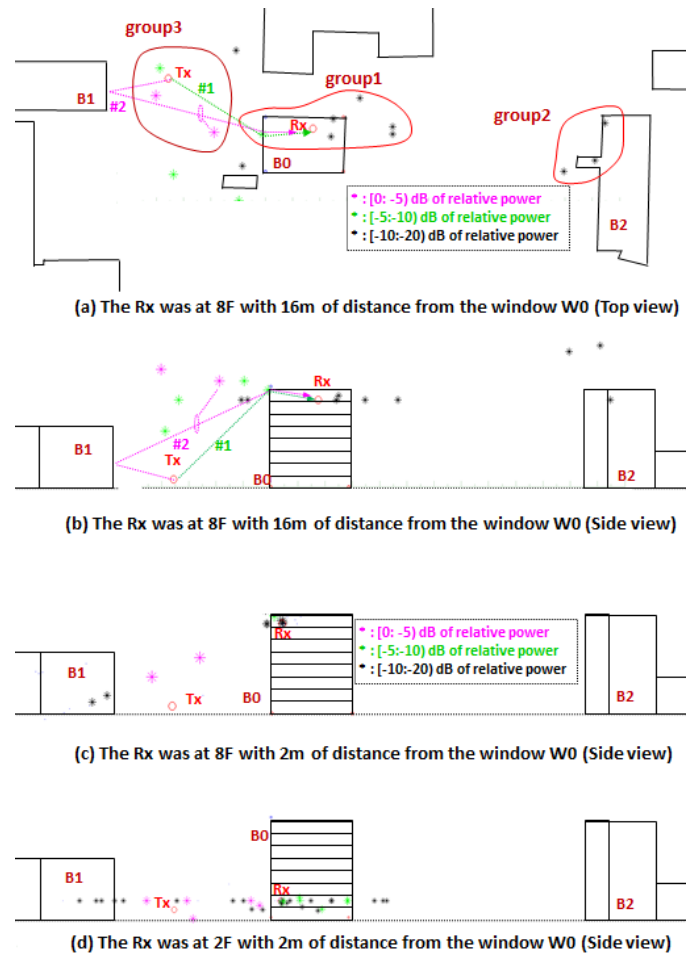 group3
Tx
#1
group1
B1
#2
Rx
group2
B0
* : [0: -5) dB of relative power
* : [-5:-10) dB of relative power
* : [-10:-20) dB of relative power
B2
(a) The Rx was at 8F with 16m of distance from the window W0 (Top view)
Rx
B1
#2
#1
Tx
B0
B2
(b) The Rx was at 8F with 16m of distance from the window W0 (Side view)
Rx
* : [0: -5) dB of relative power
* : [-5:-10) dB of relative power
* : [-10:-20) dB of relative power
B1
Tx
B0
B2
(c) The Rx was at 8F with 2m of distance from the window W0 (Side view)
B0
B1
Rx
Tx
B2
(d) The Rx was at 2F with 2m of distance from the window W0 (Side view)